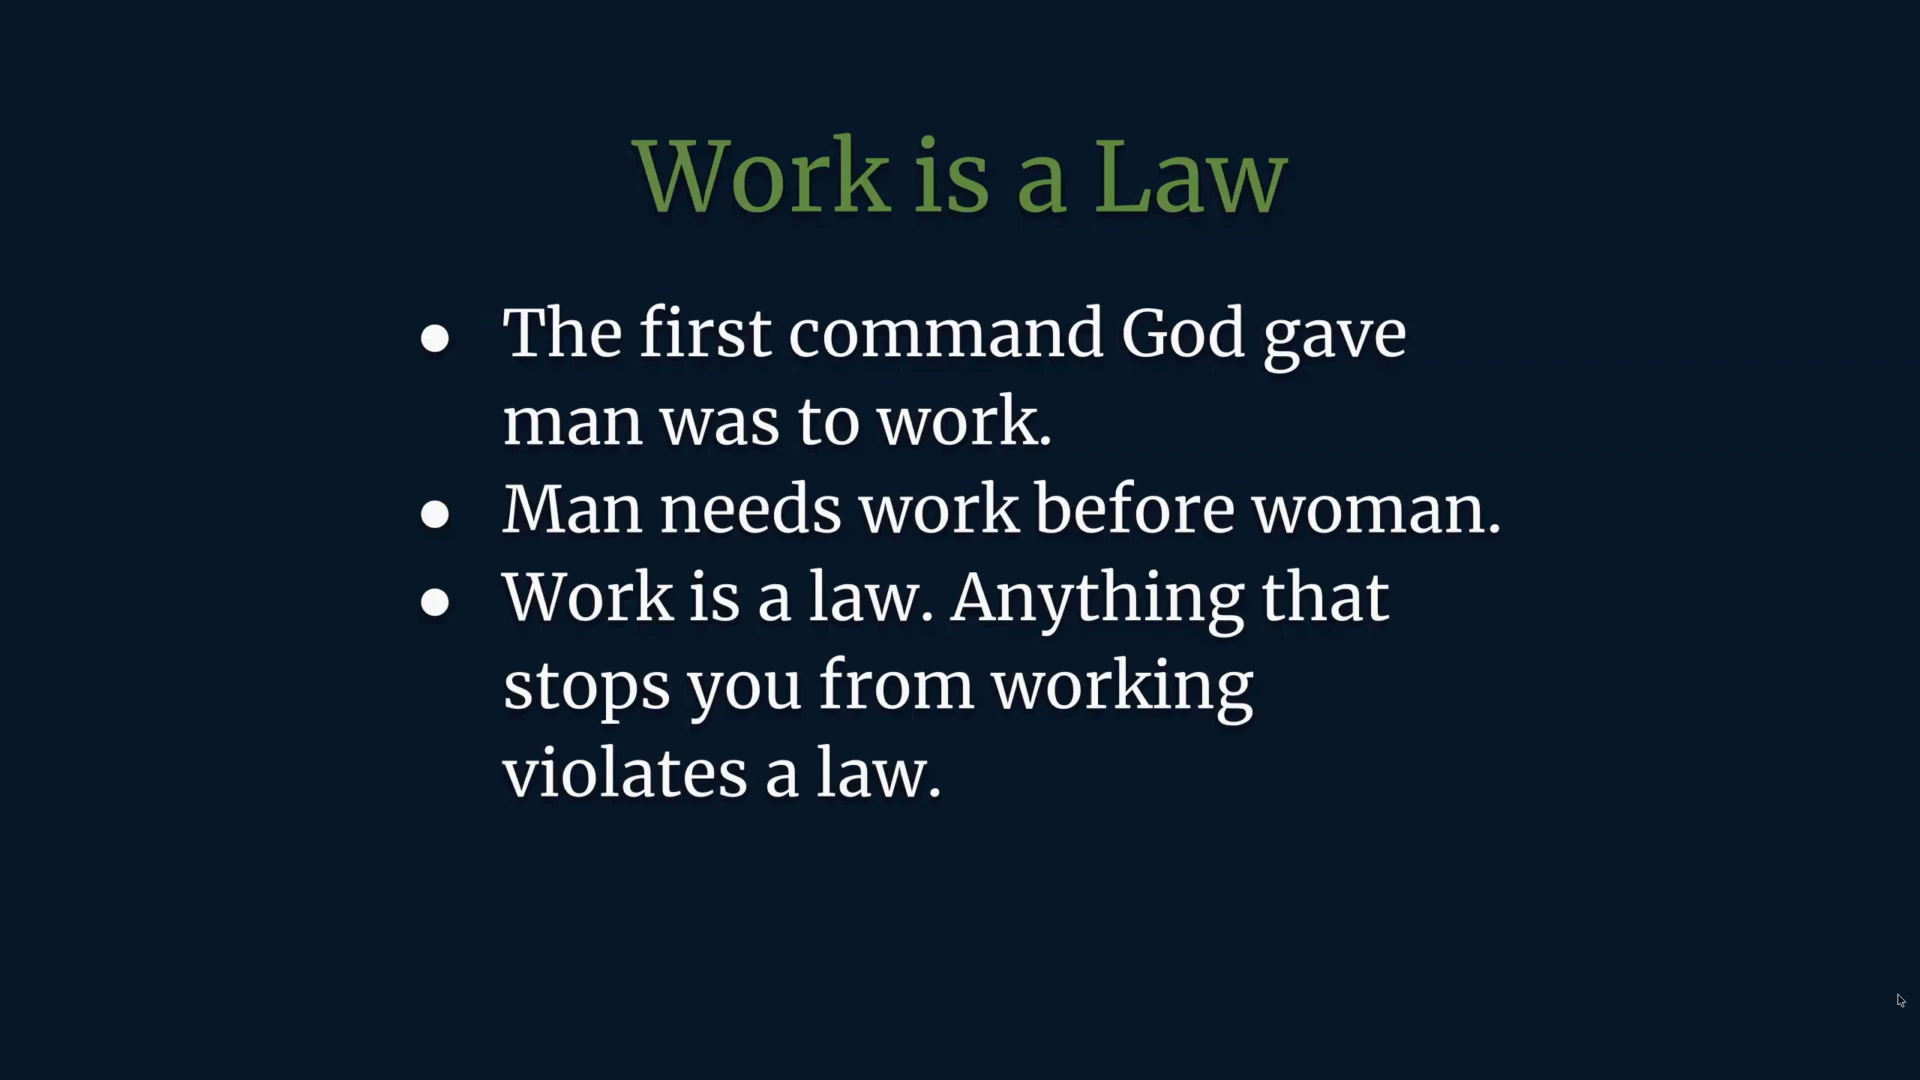 Work is a Law
● The first command God gave
man was to work.
● Man needs work before woman.
● Work is a law. Anything that
stops you from working
violates a law.